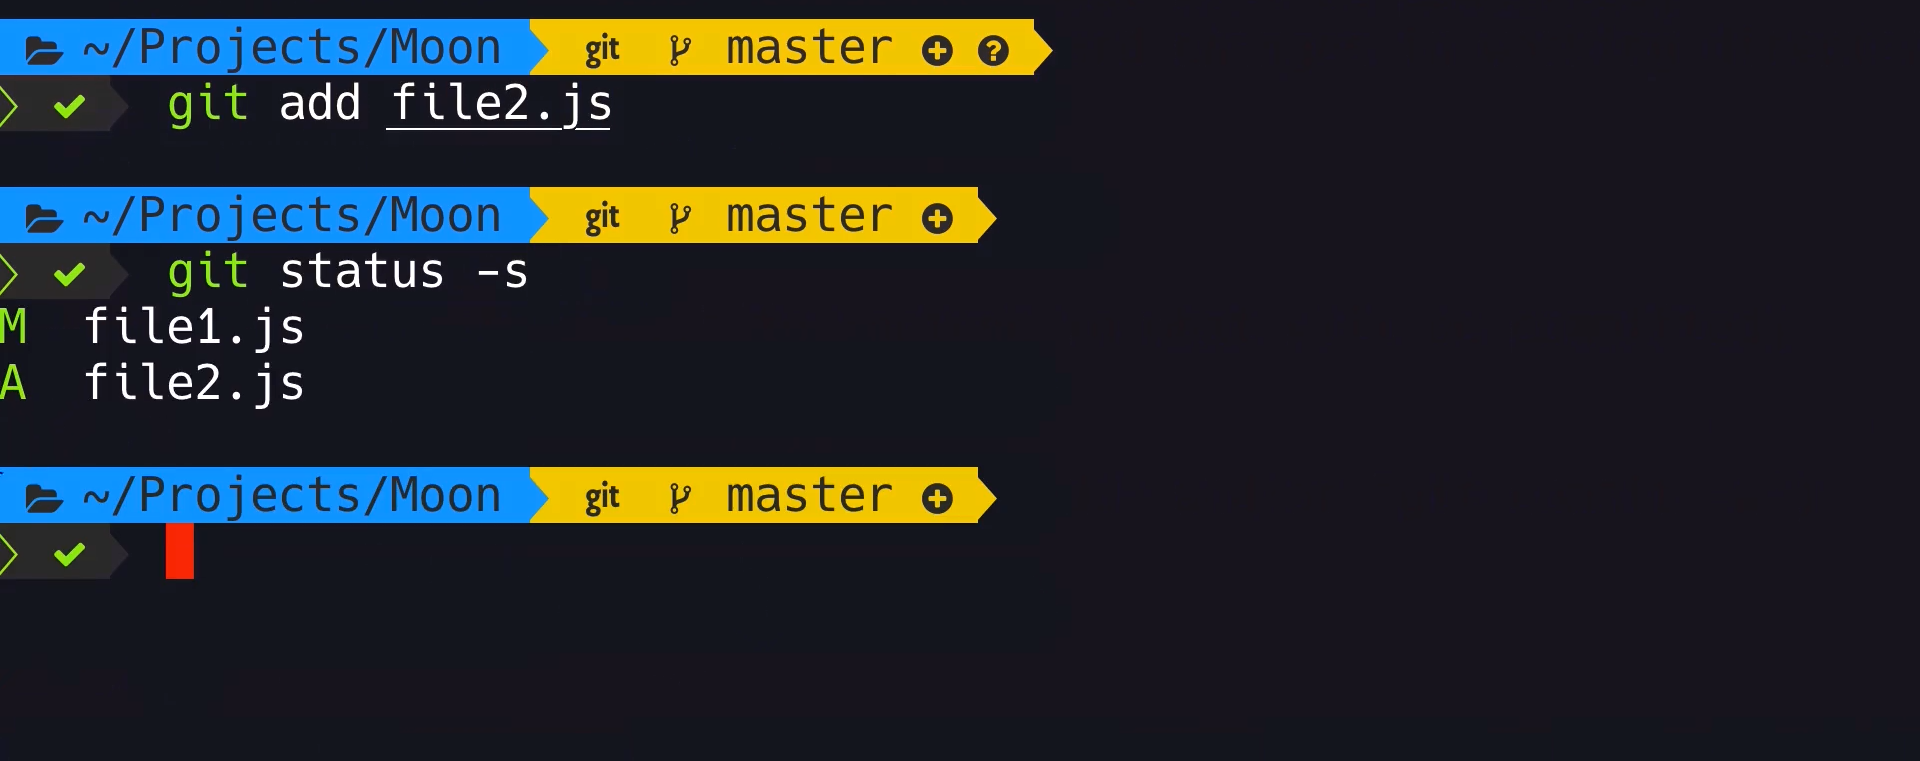 ~/Projects/Moon git master
git add file2.js
~/Projects/Moon git master
git status -s
M file1.js
A file2.js
~/Projects/Moon git master